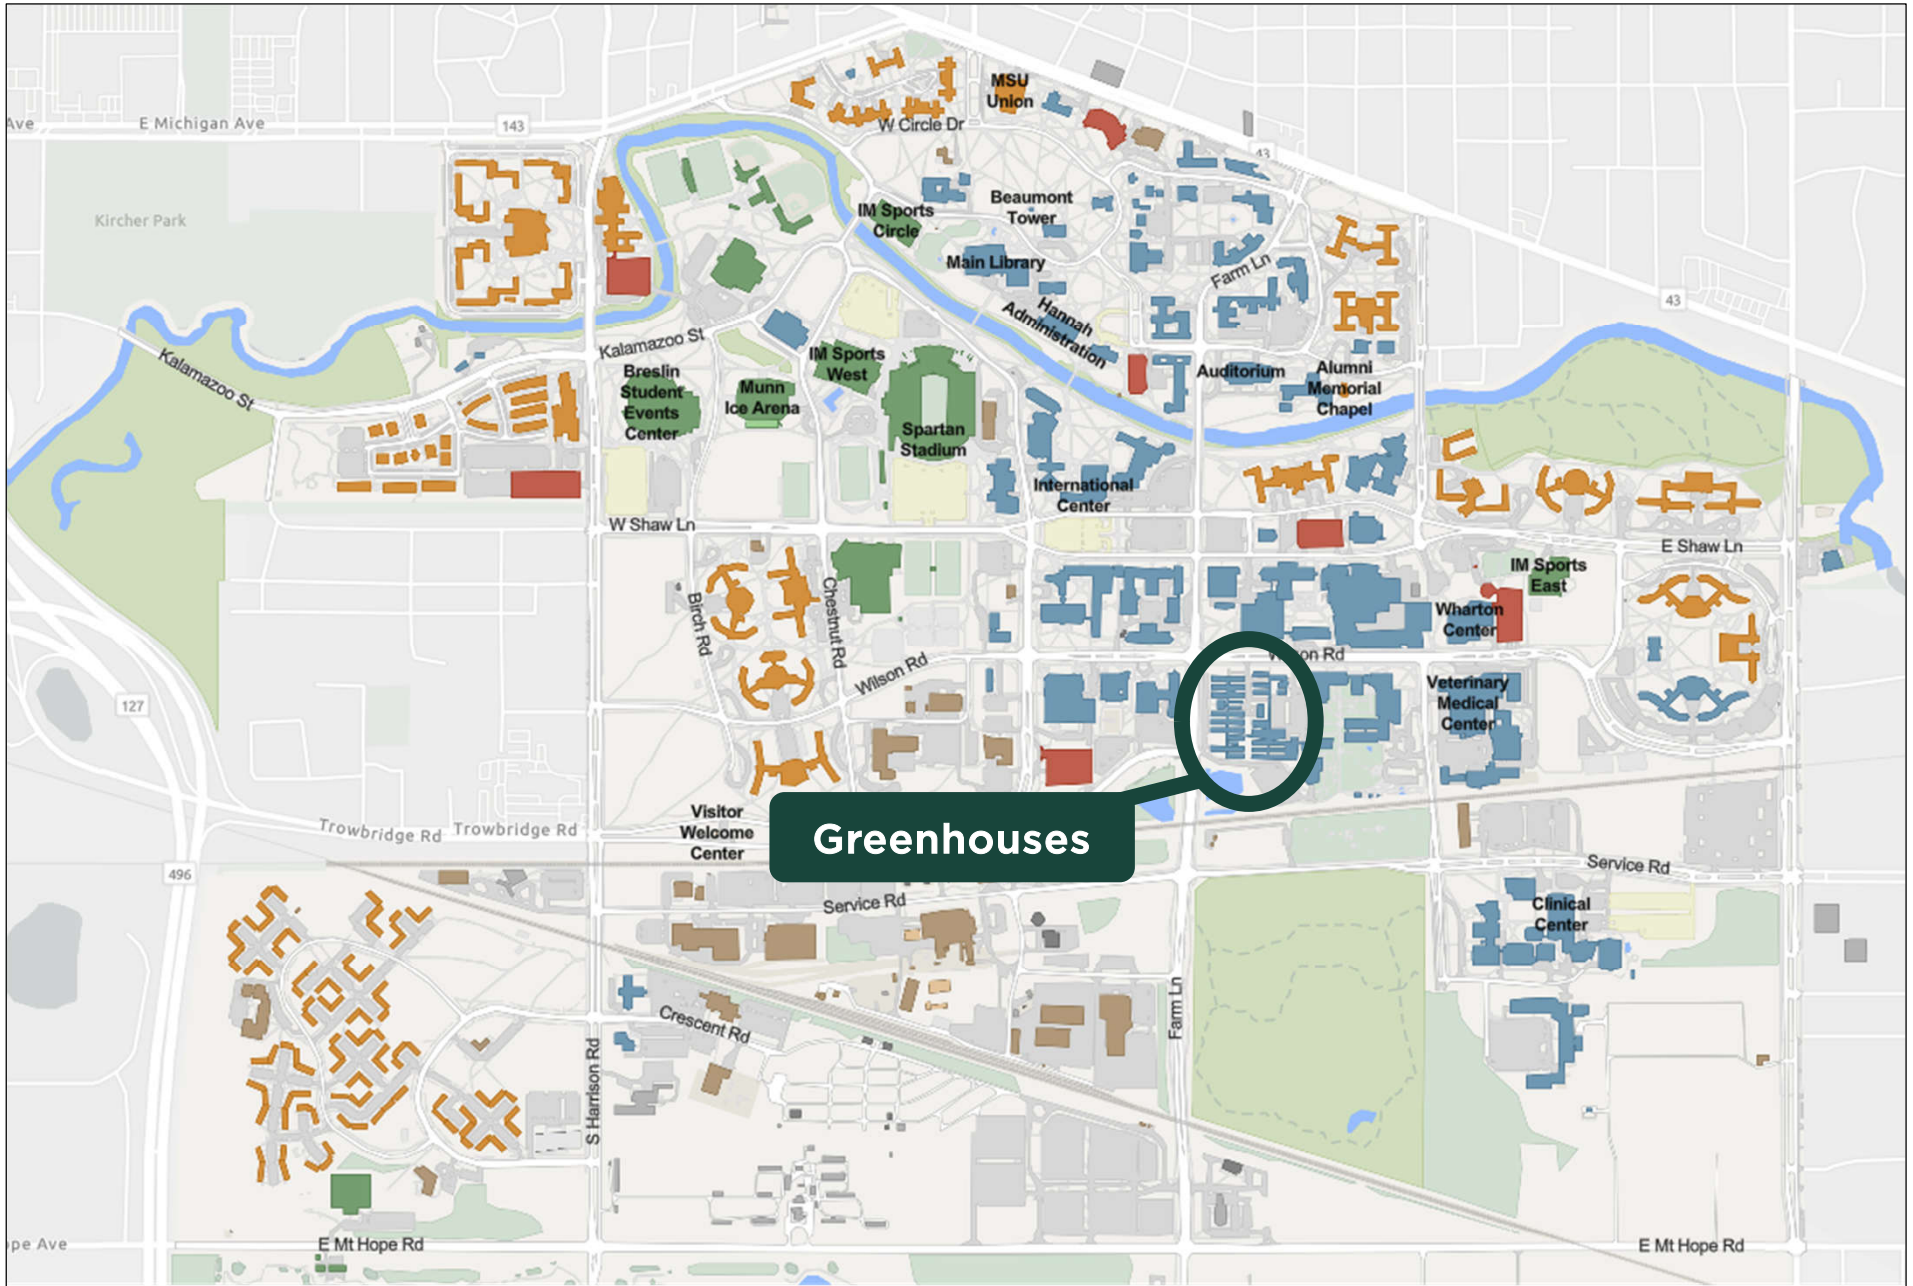 MSU
Union
Ave
E Michigan Ave
143
W Circle Dr
43
Kircher Park
IM Sports
Circle
Beaumont
Tower
Main Library
Farm Ln
43
Hannah
Administration
Kalamazoo St
Kalamazoo St
Breslin
Student
Events
Center
Munn
Ice Arena
IM Sports
West
Spartan
Stadium
Auditorium
Alumni
Memorial
Chapel
International
Center
W Shaw Ln
E Shaw Ln
IM Sports
East
Birch Rd
Chestnut Rd
Wharton
Center
Wilson Rd
Veterinary
Medical
Center
127
Visitor
Welcome
Center
Greenhouses
Trowbridge Rd
Trowbridge Rd
496
Service Rd
Service Rd
Clinical
Center
Crescent Rd
Farm Ln
S Harrison Rd
E Mt Hope Rd
E Mt Hope Rd